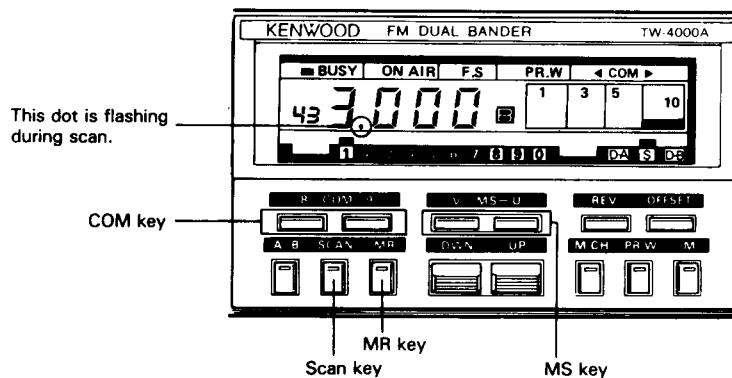 KENWOOD FM DUAL BANDER TW-4000A
BUSY ON AIR F.S PR.W ◄ COM ►
1 3 5 10
43 3.000 B
This dot is flashing
during scan.
1 7 8 9 0 D·A S D·B
COM MS-U REV OFFSET
COM key
A B SCAN MR DWN UP M CH PR.W M
MR key
Scan key MS key